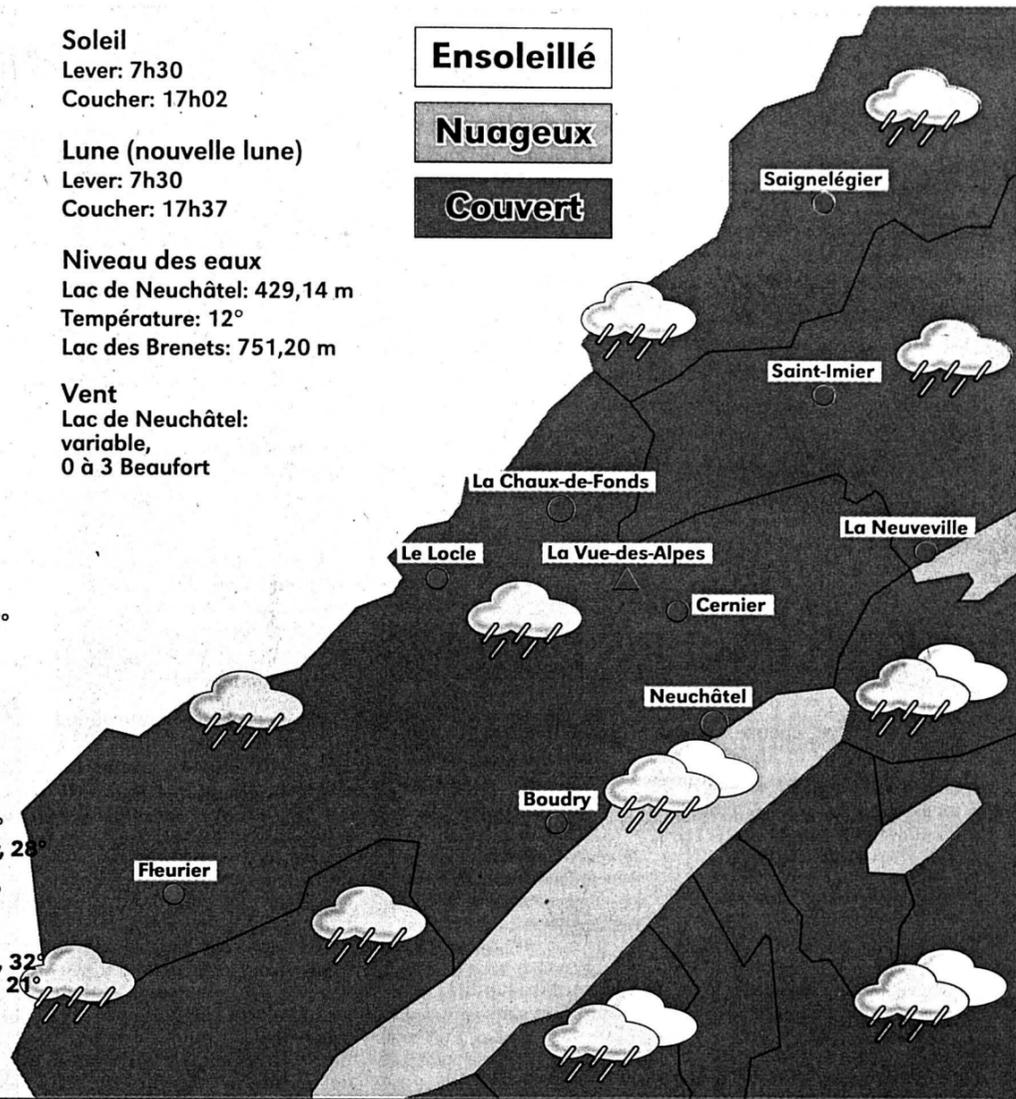 Soleil
Lever: 7h30
Coucher: 17h02
Lune (nouvelle lune)
Lever: 7h30
Coucher: 17h37
Niveau des eaux
Lac de Neuchâtel: 429,14 m
Température: 12°
Lac des Brenets: 751,20 m
Vent
Lac de Neuchâtel:
variable,
0 à 3 Beaufort
Ensoleillé
Nuageux
Couvert
Saignelégier
Saint-Imier
La Chaux-de-Fonds
La Neuveville
Le Locle
La Vue-des-Alpes
Cernier
Neuchâtel
Boudry
Fleurier
°
°
, 28°
°
, 32°
21°